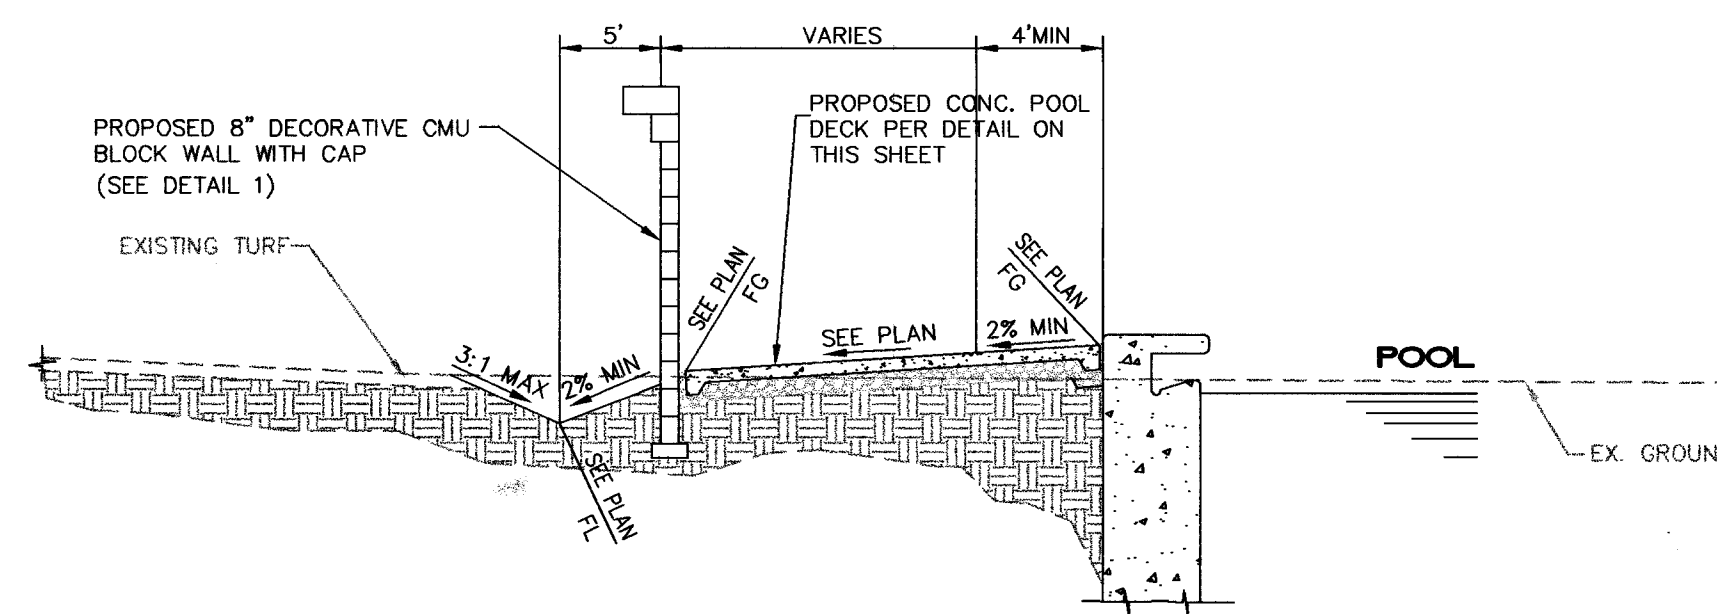 5'
VARIES
4'MIN
PROPOSED 8" DECORATIVE CMU
BLOCK WALL WITH CAP
(SEE DETAIL 1)
PROPOSED CONC. POOL
DECK PER DETAIL ON
THIS SHEET
EXISTING TURF
SEE PLAN
FG
SEE PLAN
FG
SEE PLAN
2% MIN
3:1 MAX
2% MIN
POOL
SEE PLAN
FL
EX. GROUN